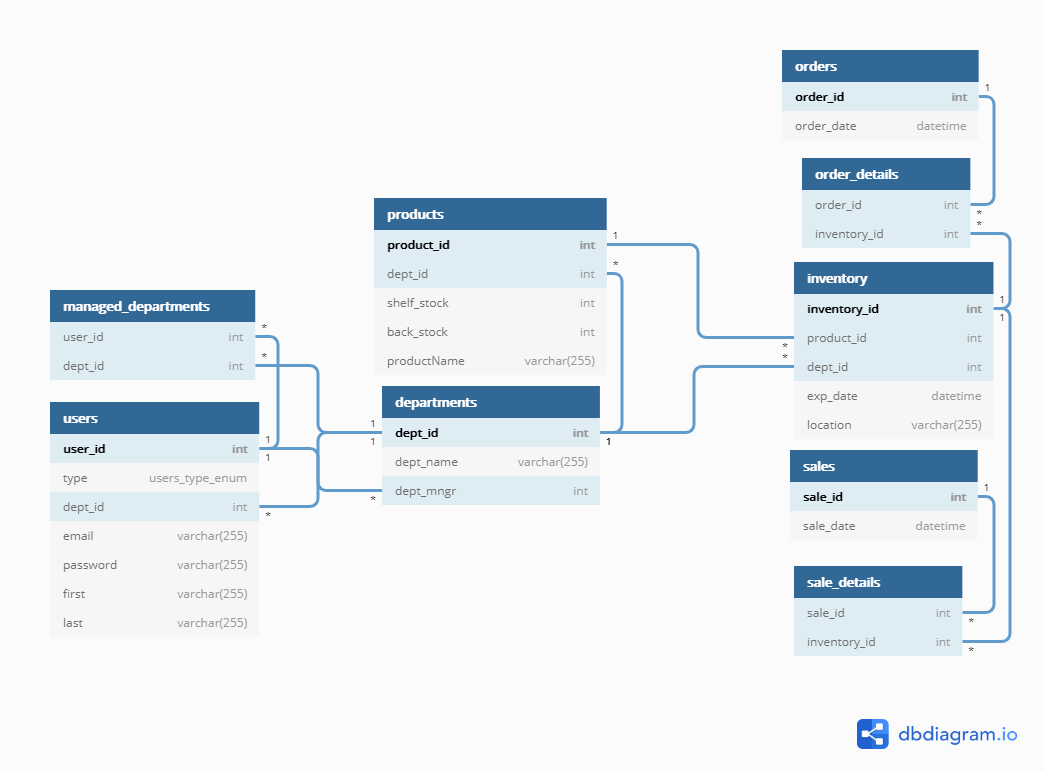 orders
order_id int
order_date datetime
1
order_details
order_id int
*
*
inventory_id int
products
product_id int
1
dept_id int
*
shelf_stock int
back_stock int
productName varchar(255)
inventory
inventory_id int
1
1
product_id int
*
*
dept_id int
exp_date datetime
location varchar(255)
managed_departments
user_id int
*
dept_id int
*
departments
dept_id int
1
1
1
dept_name varchar(255)
dept_mngr int
*
users
user_id int
1
1
type users_type_enum
dept_id int
*
email varchar(255)
password varchar(255)
first varchar(255)
last varchar(255)
sales
sale_id int
1
sale_date datetime
sale_details
sale_id int
*
inventory_id int
*
dbdiagram.io